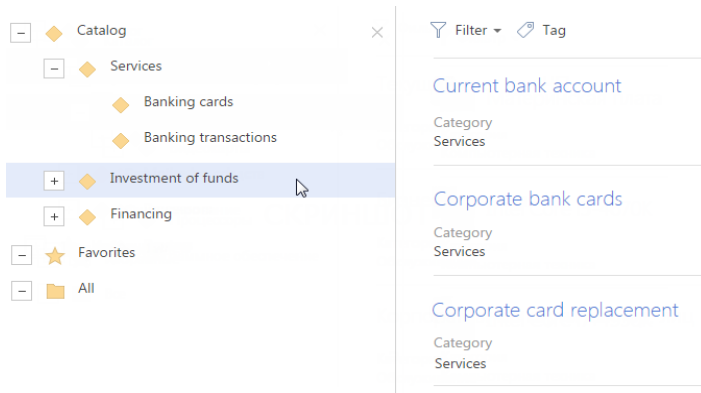 Catalog
Services
Banking cards
Banking transactions
Investment of funds
Financing
Favorites
All
Filter
Tag
Current bank account
Category
Services
Corporate bank cards
Category
Services
Corporate card replacement
Category
Services